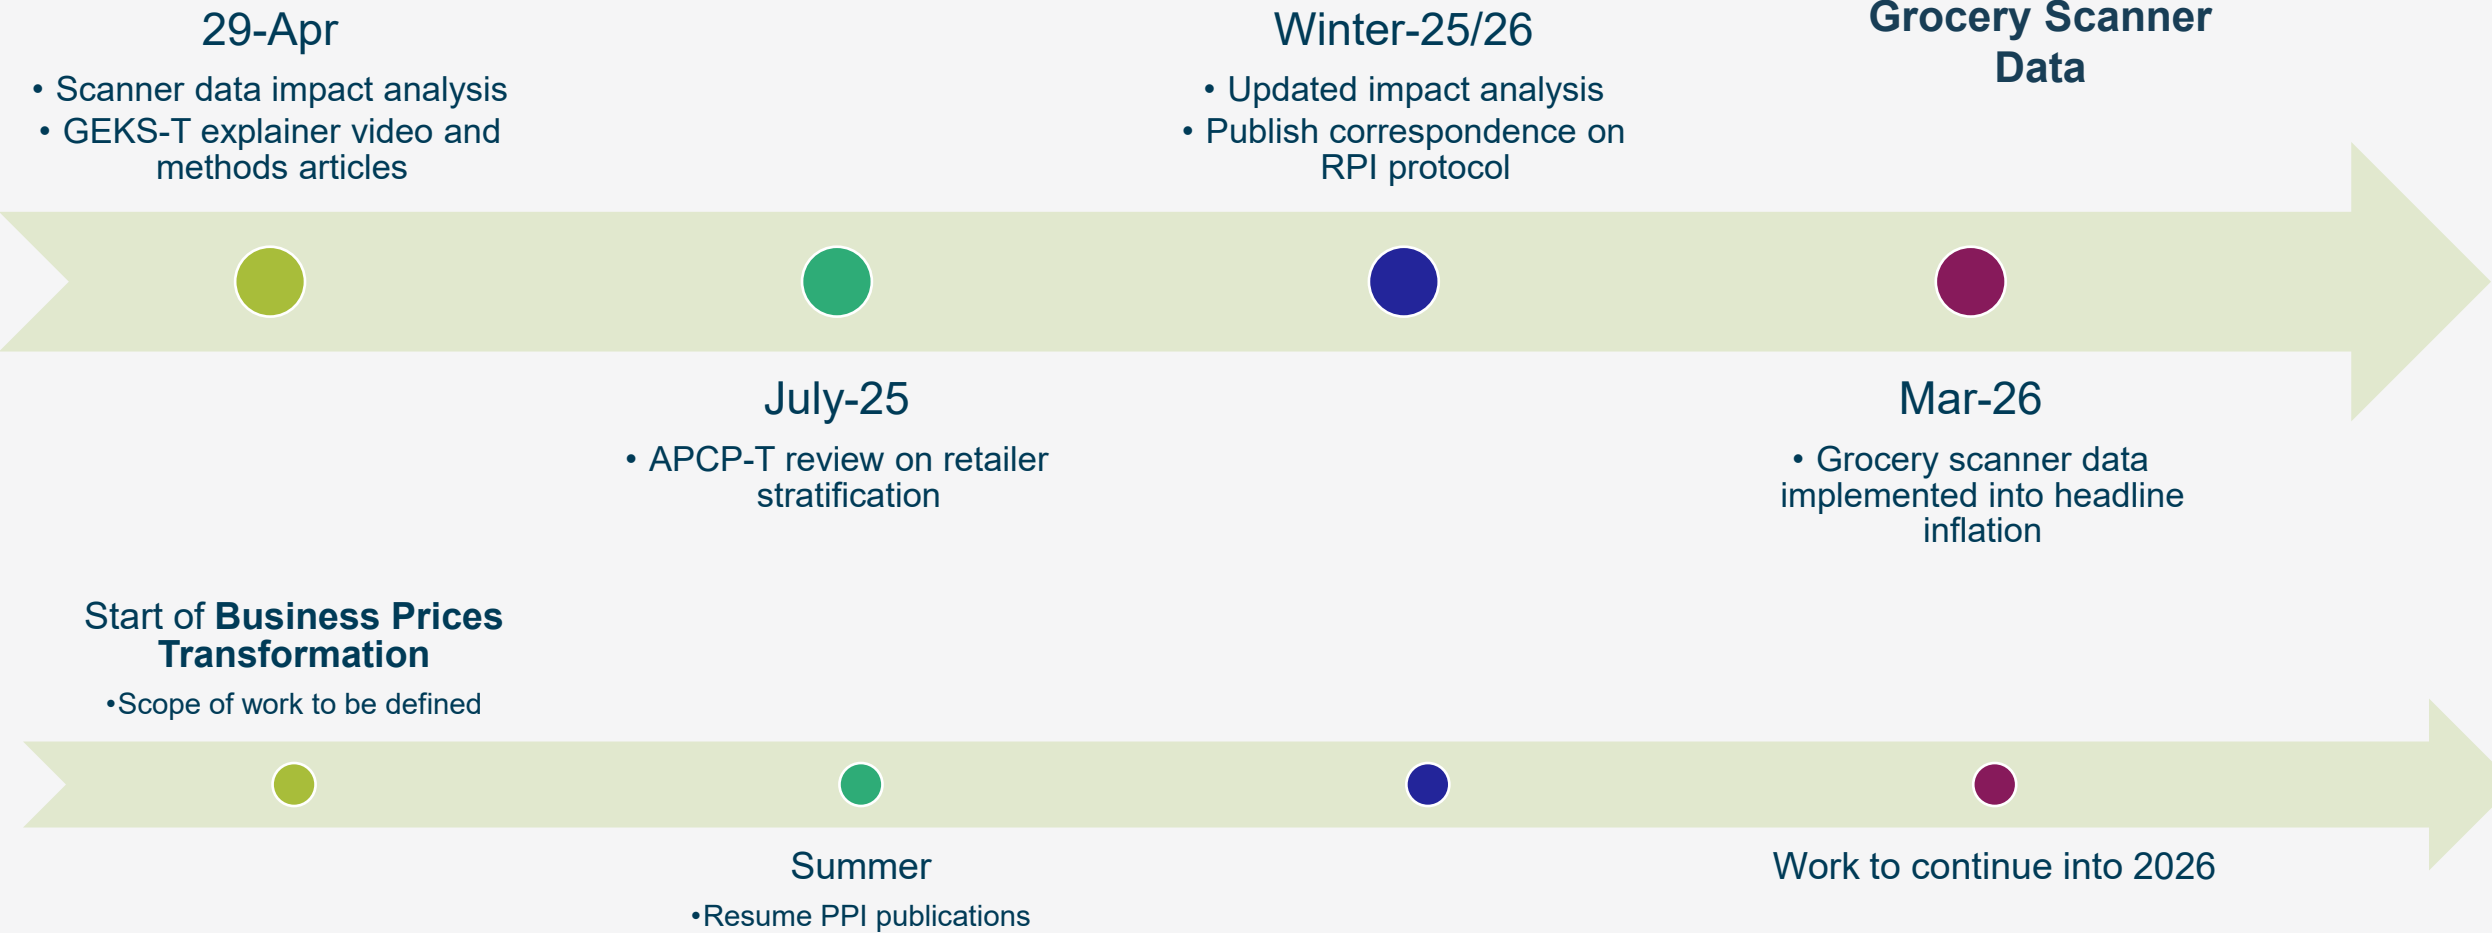 29-Apr
• Scanner data impact analysis
• GEKS-T explainer video and
methods articles
Winter-25/26
• Updated impact analysis
• Publish correspondence on
RPI protocol
Grocery Scanner
Data
July-25
• APCP-T review on retailer
stratification
Mar-26
• Grocery scanner data
implemented into headline
inflation
Start of Business Prices
Transformation
•Scope of work to be defined
Summer
•Resume PPI publications
Work to continue into 2026